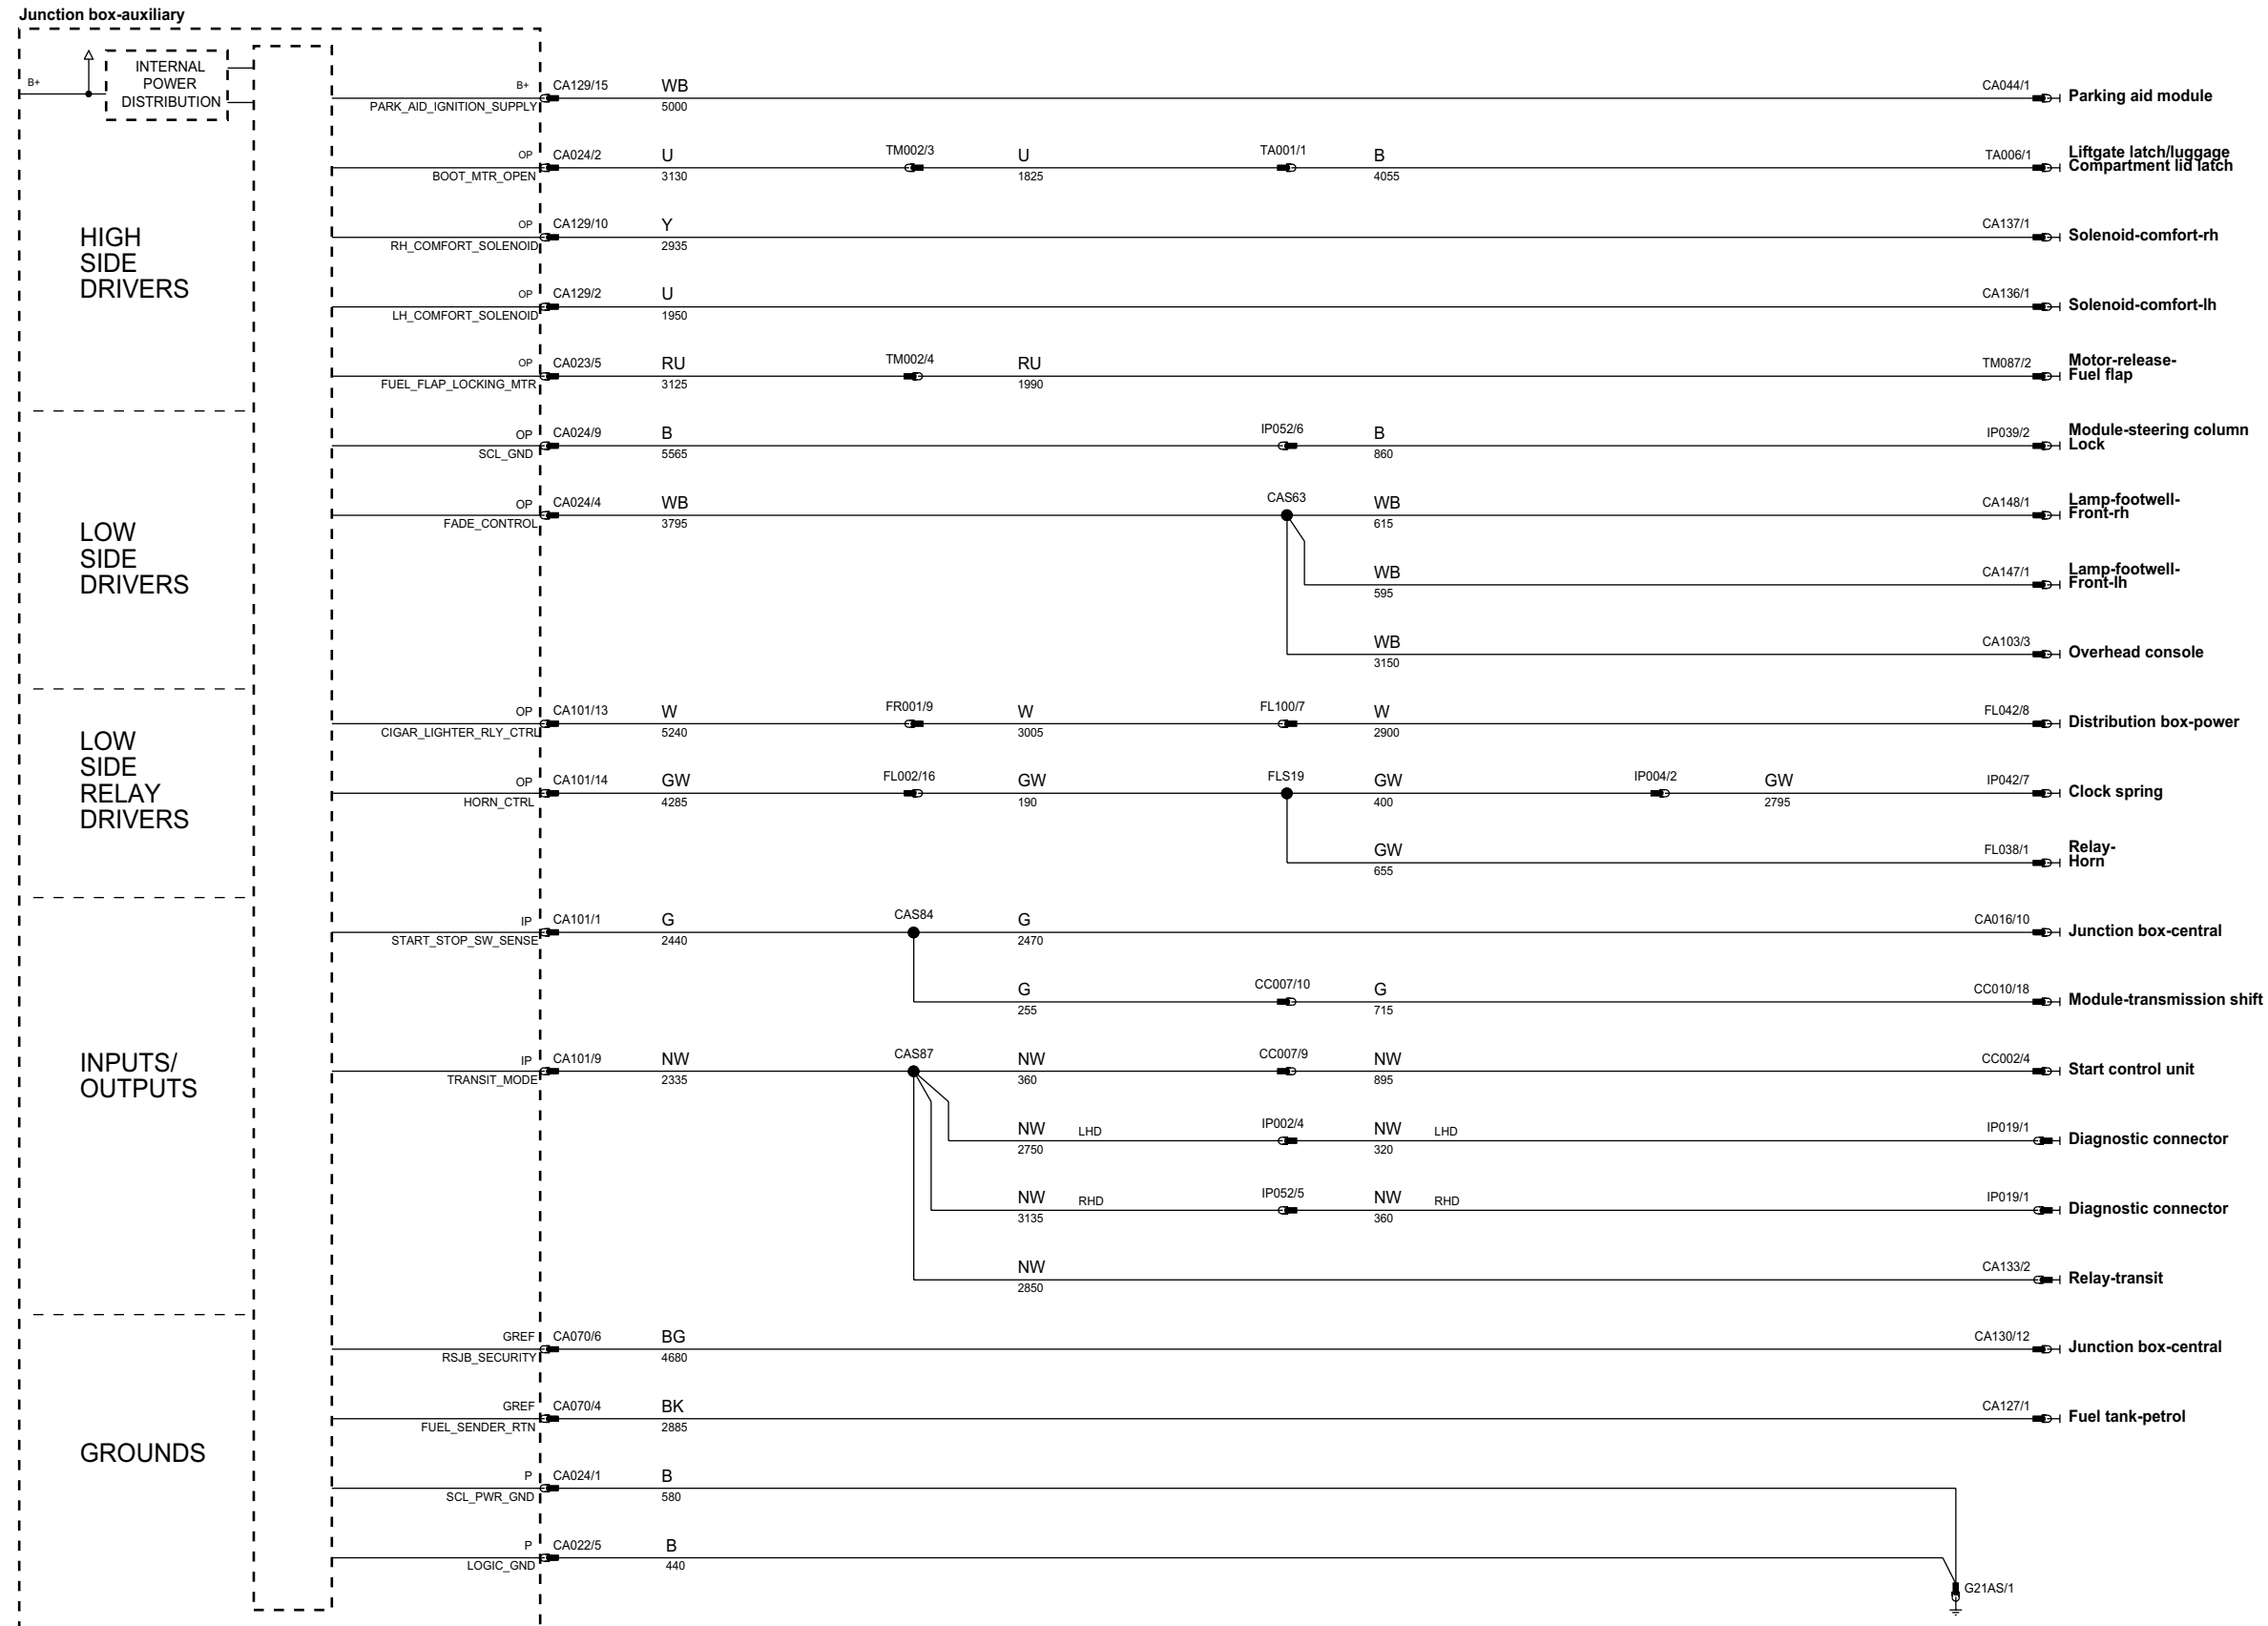 Junction box-auxiliary
B+
INTERNAL
POWER
DISTRIBUTION
B+ CA129/15 WB CA044/1 Parking aid module
PARK_AID_IGNITION_SUPPLY 5000
OP CA024/2 U TM002/3 U TA001/1 B TA006/1 Liftgate latch/luggage
Compartment lid latch
BOOT_MTR_OPEN 3130 1825 4055
HIGH
SIDE
DRIVERS
OP CA129/10 Y CA137/1 Solenoid-comfort-rh
RH_COMFORT_SOLENOID 2935
OP CA129/2 U CA136/1 Solenoid-comfort-lh
LH_COMFORT_SOLENOID 1950
OP CA023/5 RU TM002/4 RU TM087/2 Motor-release-
Fuel flap
FUEL_FLAP_LOCKING_MTR 3125 1990
OP CA024/9 B IP052/6 B IP039/2 Module-steering column
Lock
SCL_GND 5565 860
LOW
SIDE
DRIVERS
OP CA024/4 WB CAS63 WB CA148/1 Lamp-footwell-
Front-rh
FADE_CONTROL 3795 615
WB CA147/1 Lamp-footwell-
Front-lh
595
WB CA103/3 Overhead console
3150
LOW
SIDE
RELAY
DRIVERS
OP CA101/13 W FR001/9 W FL100/7 W FL042/8 Distribution box-power
CIGAR_LIGHTER_RLY_CTRL 5240 3005 2900
OP CA101/14 GW FL002/16 GW FLS19 GW IP004/2 GW IP042/7 Clock spring
HORN_CTRL 4285 190 400 2795
GW FL038/1 Relay-
Horn
655
INPUTS/
OUTPUTS
IP CA101/1 G CAS84 G CA016/10 Junction box-central
START_STOP_SW_SENSE 2440 2470
G CC007/10 G CC010/18 Module-transmission shift
255 715
IP CA101/9 NW CAS87 NW CC007/9 NW CC002/4 Start control unit
TRANSIT_MODE 2335 360 895
NW LHD IP002/4 NW LHD IP019/1 Diagnostic connector
2750 320
NW RHD IP052/5 NW RHD IP019/1 Diagnostic connector
3135 360
NW CA133/2 Relay-transit
2850
GROUNDS
GREF CA070/6 BG CA130/12 Junction box-central
RSJB_SECURITY 4680
GREF CA070/4 BK CA127/1 Fuel tank-petrol
FUEL_SENDER_RTN 2885
P CA024/1 B
SCL_PWR_GND 580
P CA022/5 B
LOGIC_GND 440
G21AS/1